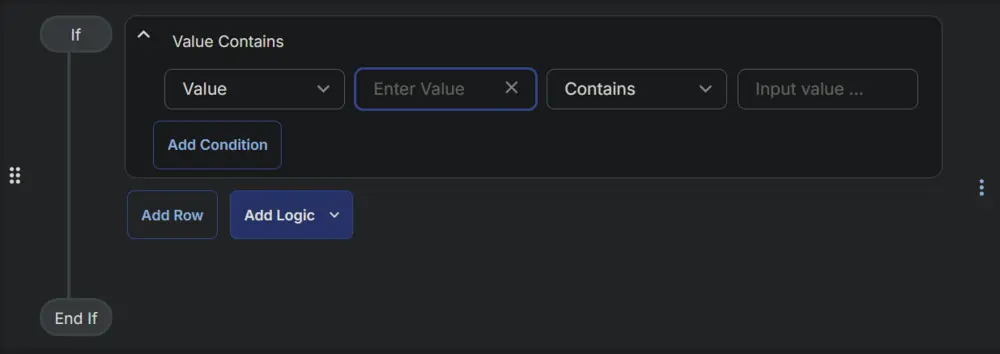 If
Value Contains
Value Enter Value Contains Input value ...
Add Condition
Add Row Add Logic
End If